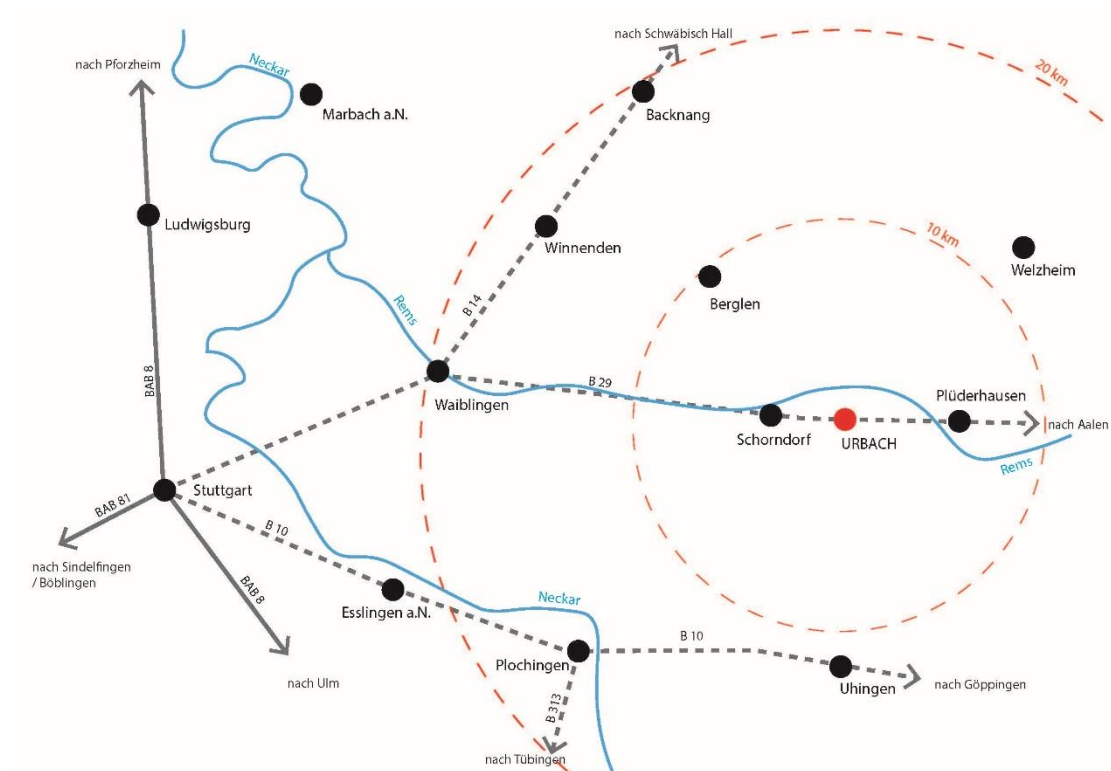 nach Schwäbisch Hall
nach Pforzheim
Neckar
20 km
Marbach a.N.
Backnang
Ludwigsburg
Winnenden
10 km
Welzheim
Berglen
Rems
B 14
BAB 8
B 29
Waiblingen
Plüderhausen
Schorndorf
URBACH
nach Aalen
Rems
Stuttgart
BAB 81
B 10
nach Sindelfingen
/ Böblingen
BAB 8
Esslingen a.N.
Neckar
B 10
Plochingen
nach Ulm
Uhingen
nach Göppingen
B 313
nach Tübingen